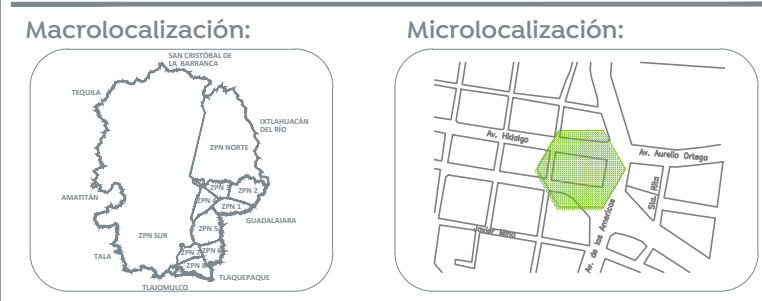 Macrolocalización:
Microlocalización:
SAN CRISTÓBAL DE
LA BARRANCA
TEQUILA
IXTLAHUACÁN
DEL RÍO
ZPN NORTE
ZPN 3
ZPN 2
AMATITÁN
ZPN 4
ZPN 1
GUADALAJARA
ZPN 5
ZPN SUR
TALA
ZPN 7
ZPN 6
ZPN 8
TLAQUEPAQUE
TLAJOMULCO
Av. Hidalgo
Av. Aurelio Ortega
Sta. Rita
Javier Mina
Av. de las Americas